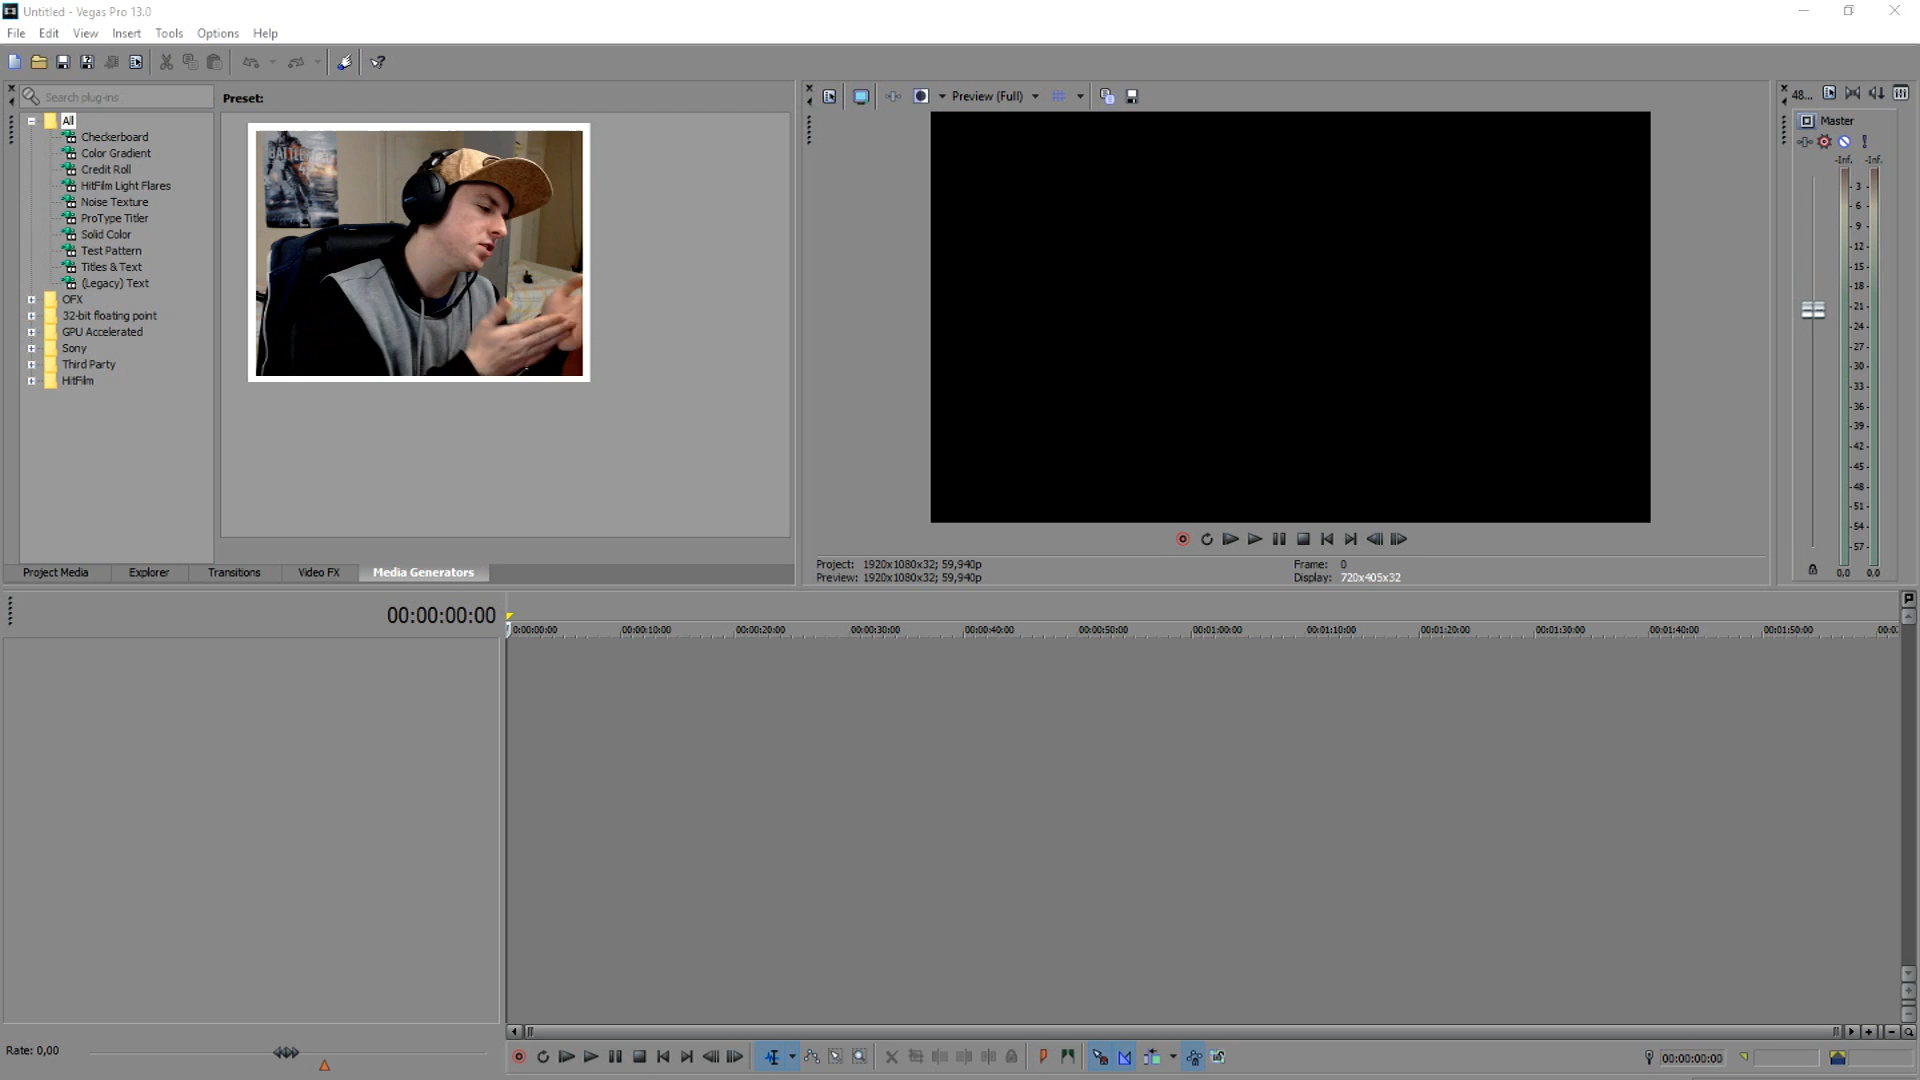 Untitled - Vegas Pro 13.0
File Edit View Insert Tools Options Help
Search plug-ins
Preset:
All
Checkerboard
Color Gradient
Credit Roll
HitFilm Light Flares
Noise Texture
ProType Titler
Solid Color
Test Pattern
Titles & Text
(Legacy) Text
OFX
32-bit floating point
GPU Accelerated
Sony
Third Party
HitFilm
Project Media Explorer Transitions Video FX Media Generators
Preview (Full)
Project: 1920x1080x32; 59,940p
Preview: 1920x1080x32; 59,940p
Frame: 0
Display: 720x405x32
48...
Master
-Inf. -Inf.
- 3 -
- 6 -
- 9 -
-12-
-15-
-18-
-21-
-24-
-27-
-30-
-33-
-36-
-39-
-42-
-45-
-48-
-51-
-54-
-57-
0,0 0,0
00:00:00:00
0:00:00:00 00:00:10:00 00:00:20:00 00:00:30:00 00:00:40:00 00:00:50:00 00:01:00:00 00:01:10:00 00:01:20:00 00:01:30:00 00:01:40:00 00:01:50:00 00:0
Rate: 0,00
00:00:00:00